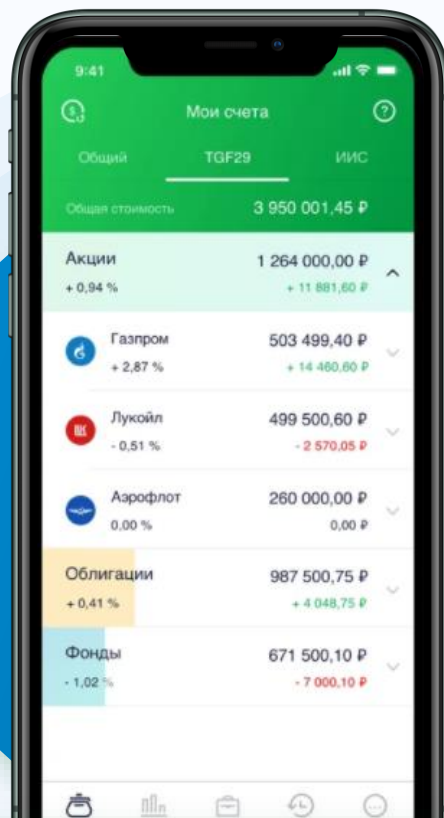 9:41
Мои счета
Общий TGF29 ИИС
Общая стоимость 3 950 001,45 ₽
Акции 1 264 000,00 ₽
+ 0,94 % + 11 881,60 ₽
Газпром 503 499,40 ₽
+ 2,87 % + 14 460,60 ₽
Лукойл 499 500,60 ₽
- 0,51 % - 2 570,05 ₽
Аэрофлот 260 000,00 ₽
0,00 % 0,00 ₽
Облигации 987 500,75 ₽
+ 0,41 % + 4 048,75 ₽
Фонды 671 500,10 ₽
- 1,02 % - 7 000,10 ₽